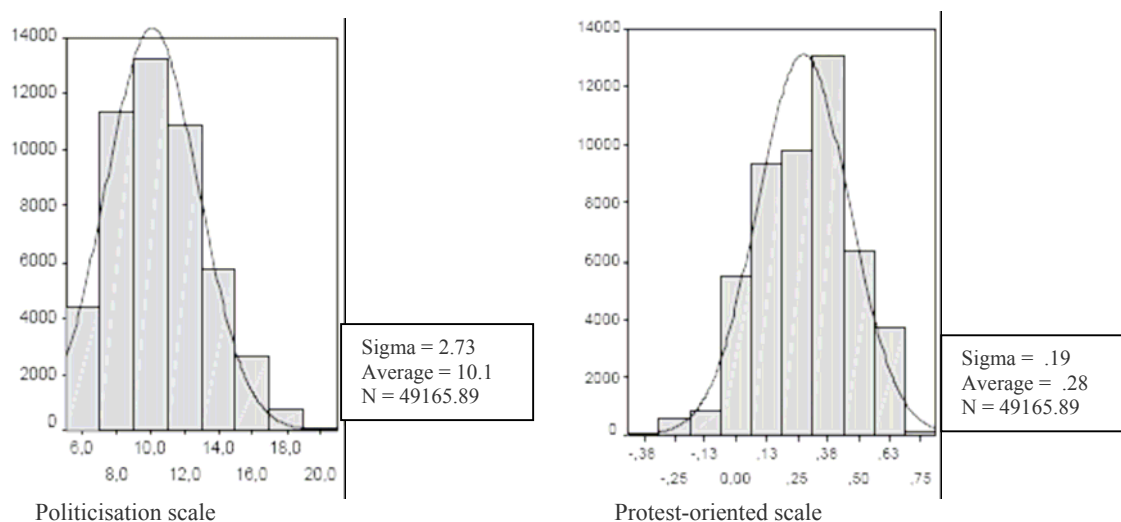 14000
12000
10000
8000
6000
4000
2000
0
6,0 10,0 14,0 18,0
8,0 12,0 16,0 20,0
Sigma = 2.73
Average = 10.1
N = 49165.89
Politicisation scale
14000
12000
10000
8000
6000
4000
2000
0
-,38 -,13 ,13 ,38 ,63
-,25 0,00 ,25 ,50 ,75
Sigma = .19
Average = .28
N = 49165.89
Protest-oriented scale